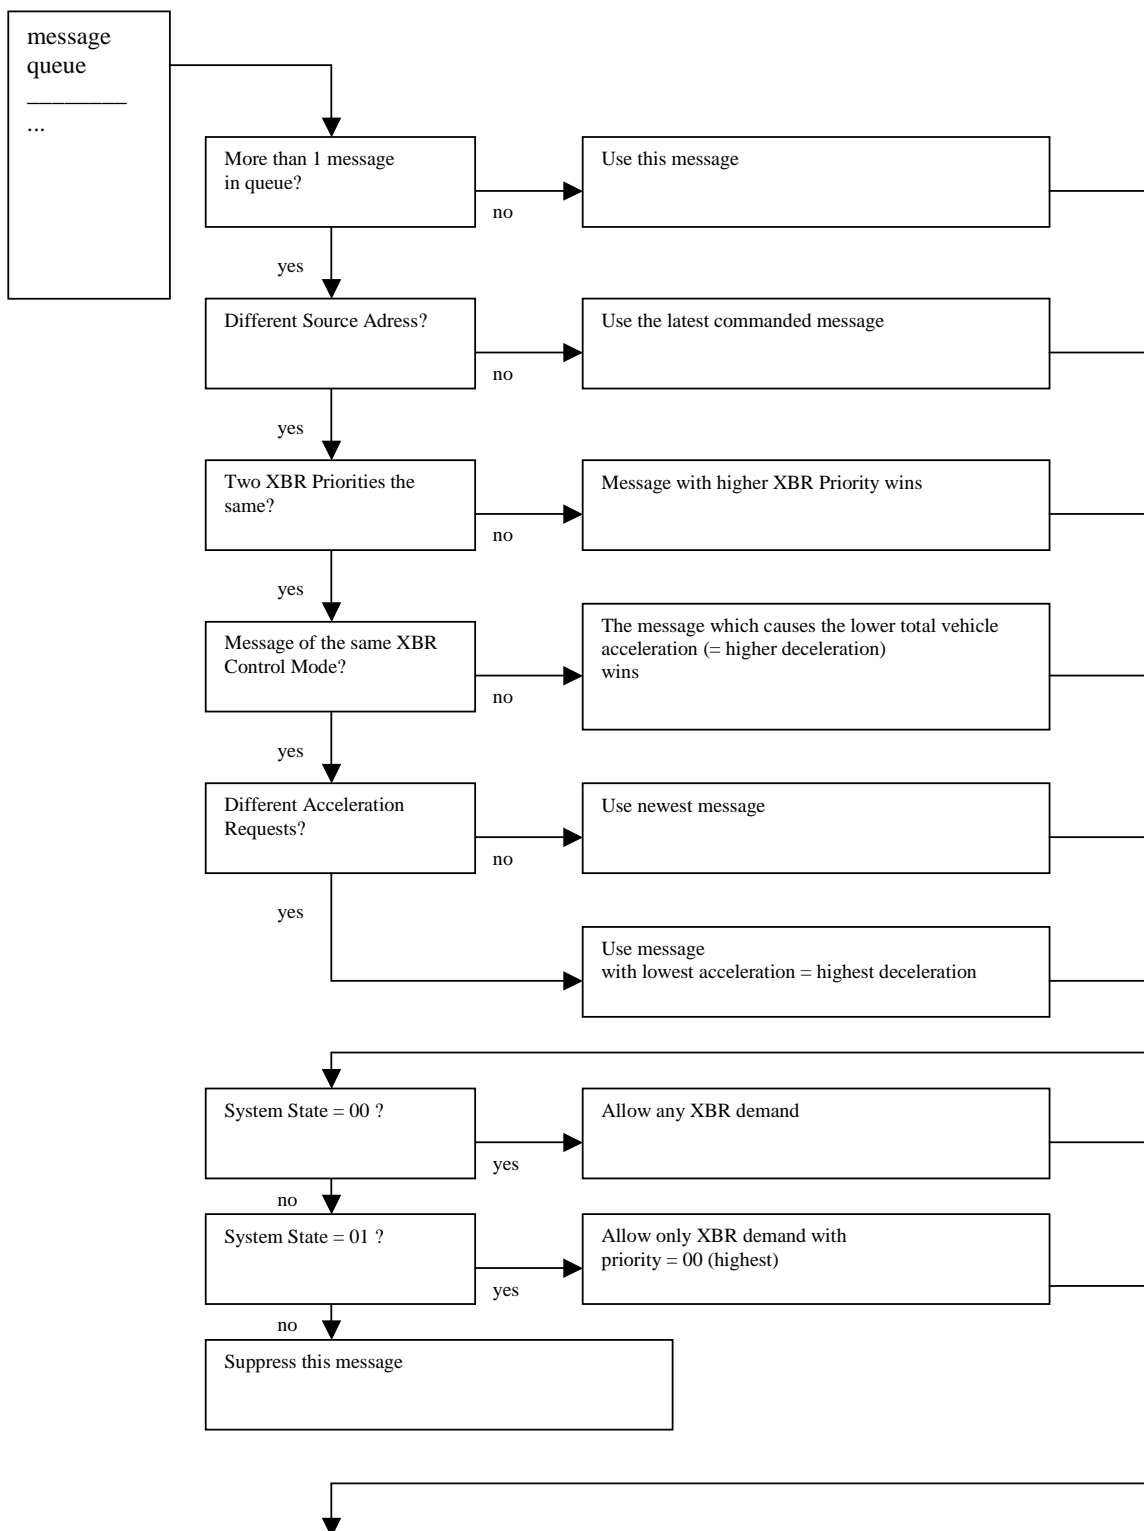 message
queue
________
...
More than 1 message
in queue?
no
Use this message
yes
Different Source Adress?
no
Use the latest commanded message
yes
Two XBR Priorities the
same?
no
Message with higher XBR Priority wins
yes
Message of the same XBR
Control Mode?
no
The message which causes the lower total vehicle
acceleration (= higher deceleration)
wins
yes
Different Acceleration
Requests?
no
Use newest message
yes
Use message
with lowest acceleration = highest deceleration
System State = 00 ?
yes
Allow any XBR demand
no
System State = 01 ?
yes
Allow only XBR demand with
priority = 00 (highest)
no
Suppress this message